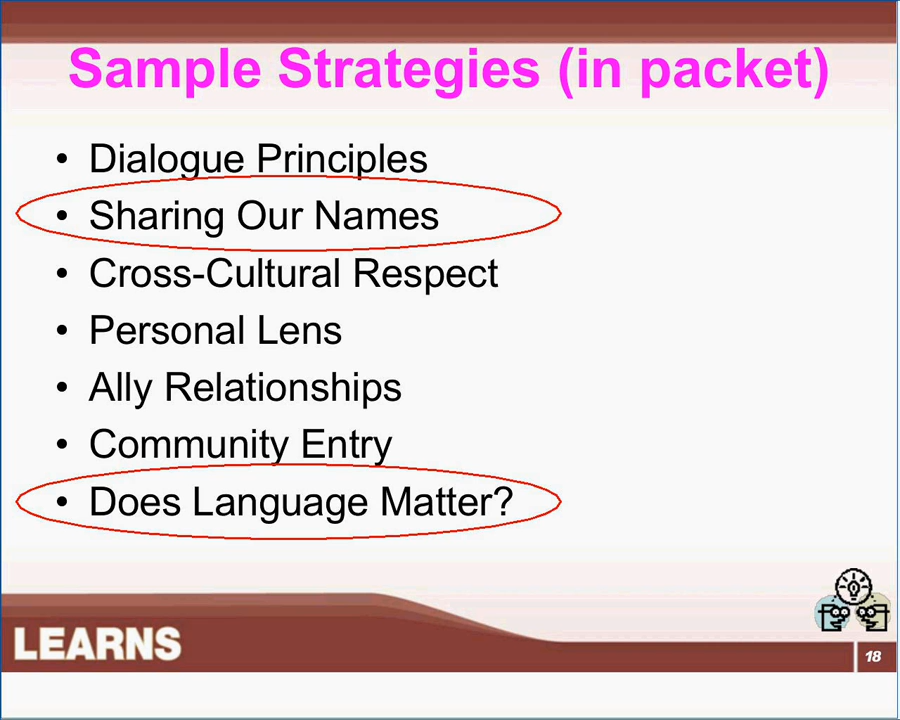 Sample Strategies (in packet)
• Dialogue Principles
• Sharing Our Names
• Cross-Cultural Respect
• Personal Lens
• Ally Relationships
• Community Entry
• Does Language Matter?
LEARNS
18